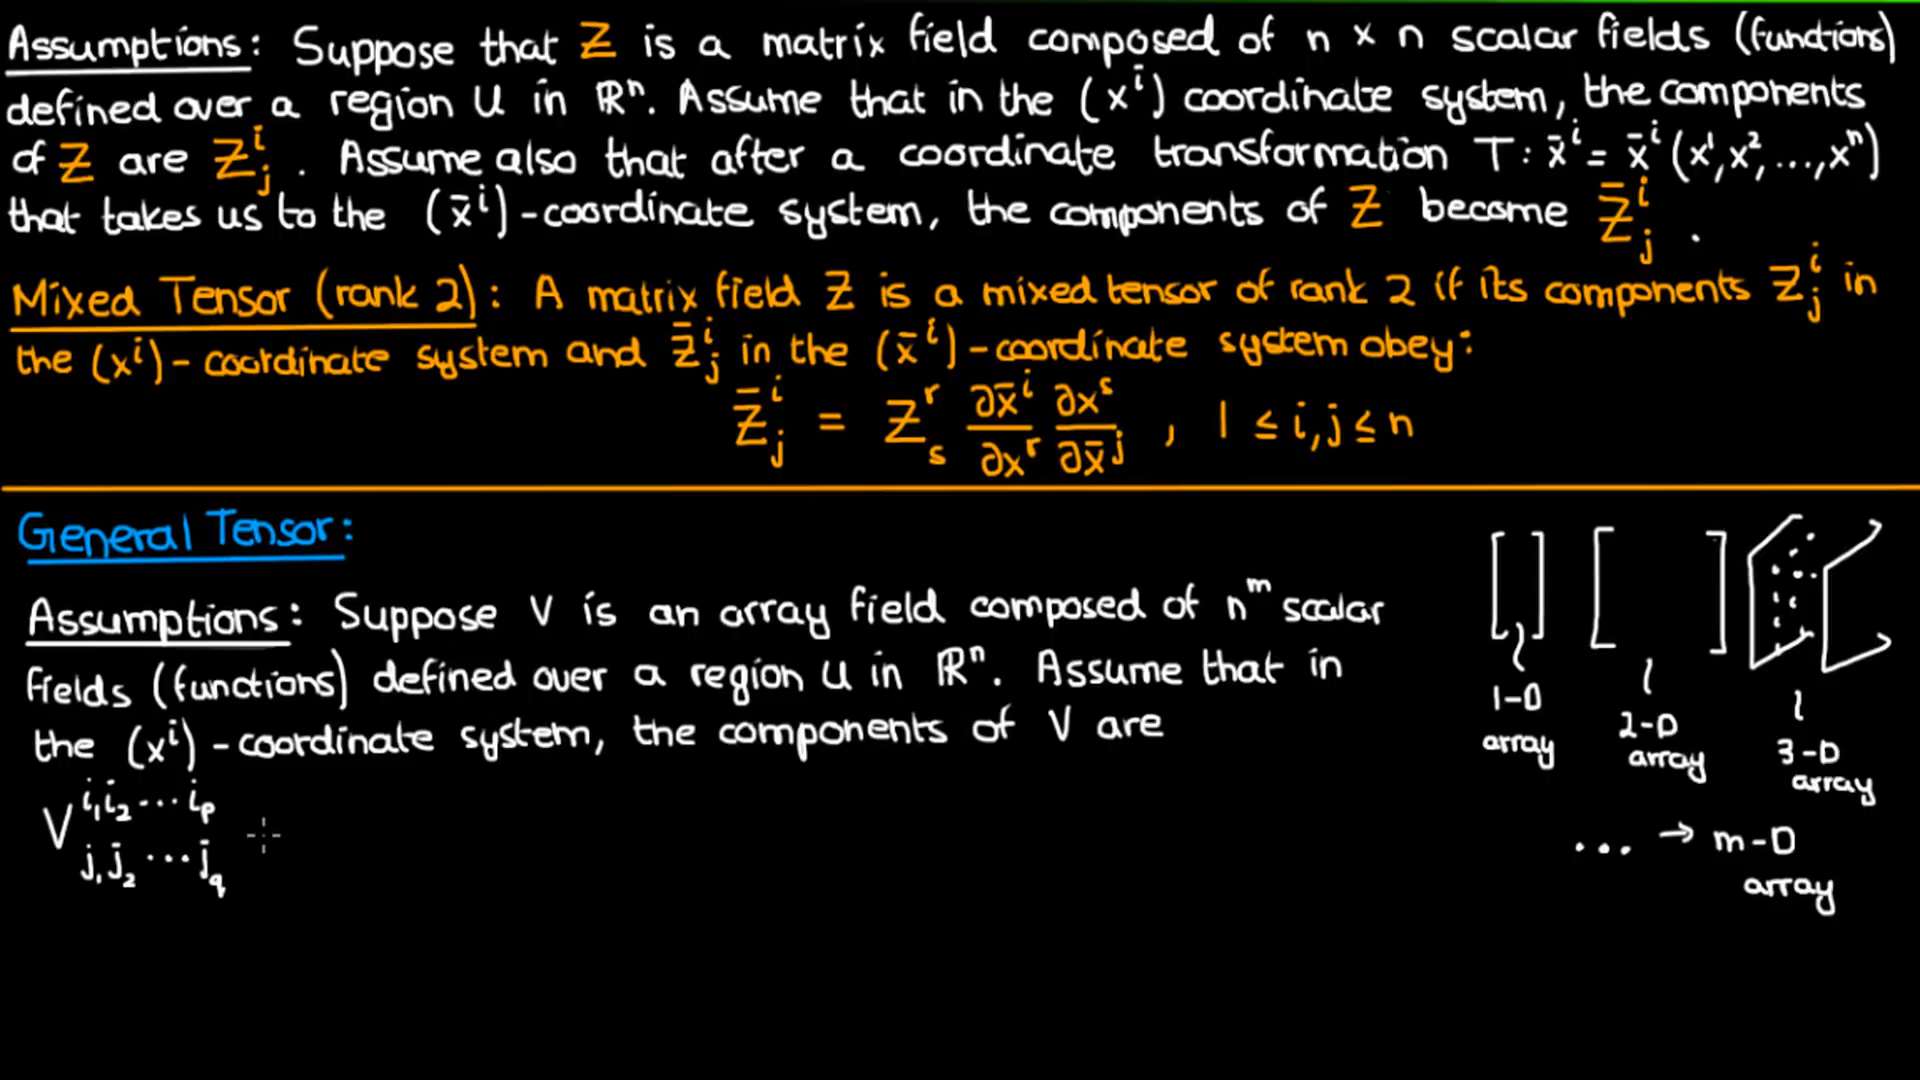 Assumptions: Suppose that Z is a matrix field composed of n × n scalar fields (functions)
defined over a region U in ℝⁿ. Assume that in the (xⁱ) coordinate system, the components
of Z are Zⁱⱼ. Assume also that after a coordinate transformation T: x̄ⁱ = x̄ⁱ(x¹, x², ..., xⁿ)
that takes us to the (x̄ⁱ)-coordinate system, the components of Z become Z̄ⁱⱼ.
Mixed Tensor (rank 2): A matrix field Z is a mixed tensor of rank 2 if its components Zⁱⱼ in
the (xⁱ)-coordinate system and Z̄ⁱⱼ in the (x̄ⁱ)-coordinate system obey:
Z̄ⁱⱼ = Zʳₛ ∂x̄ⁱ/∂xʳ ∂xˢ/∂x̄ʲ , 1 ≤ i,j ≤ n
General Tensor:
Assumptions: Suppose V is an array field composed of nᵐ scalar
fields (functions) defined over a region U in ℝⁿ. Assume that in
the (xⁱ)-coordinate system, the components of V are
V^{i₁i₂...i_p}_{j₁j₂...j_q}
1-D
array
2-D
array
3-D
array
... → m-D
array